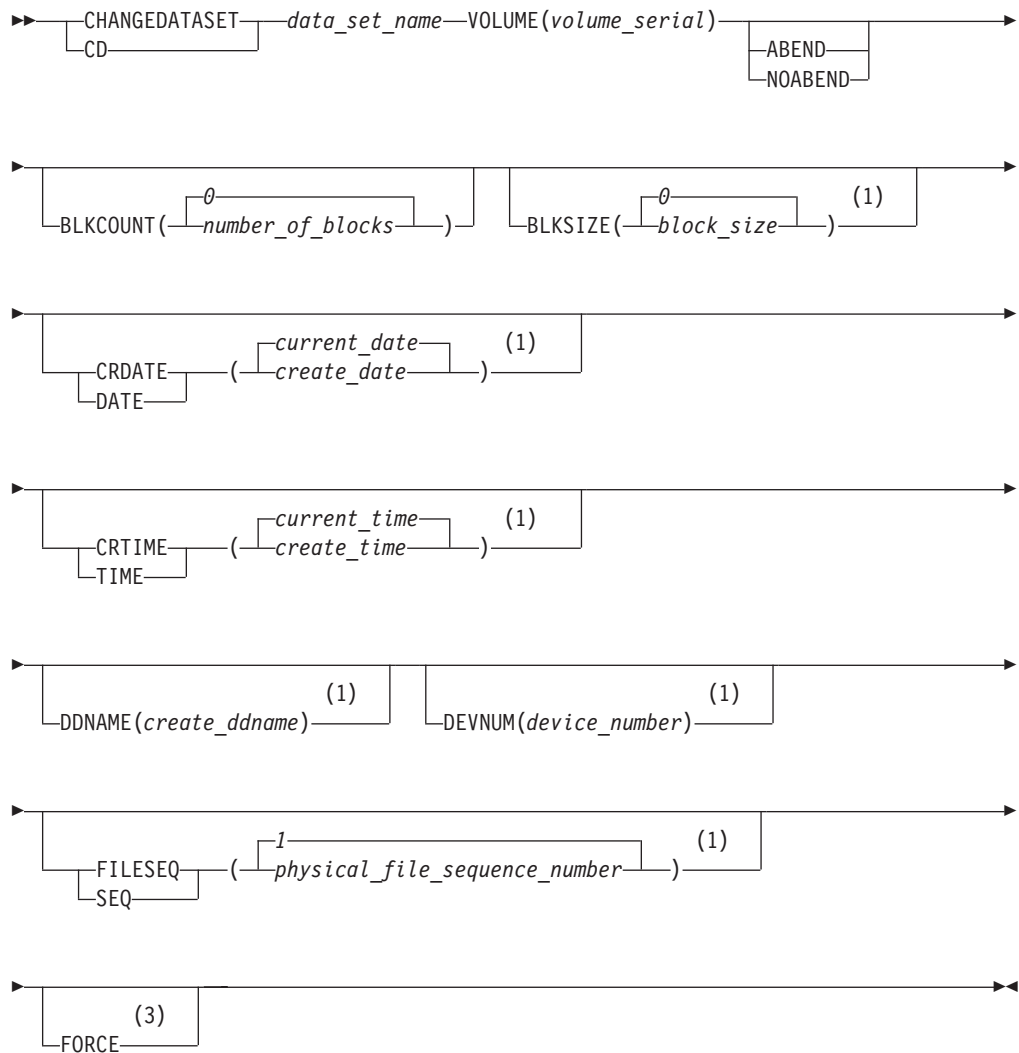 CHANGEDATASET data_set_name VOLUME(volume_serial)
CD ABEND
NOABEND
0 0 (1)
BLKCOUNT( number_of_blocks ) BLKSIZE( block_size )
current_date (1)
CRDATE ( create_date )
DATE
current_time (1)
CRTIME ( create_time )
TIME
(1) (1)
DDNAME(create_ddname) DEVNUM(device_number)
1 (1)
FILESEQ ( physical_file_sequence_number )
SEQ
(3)
FORCE